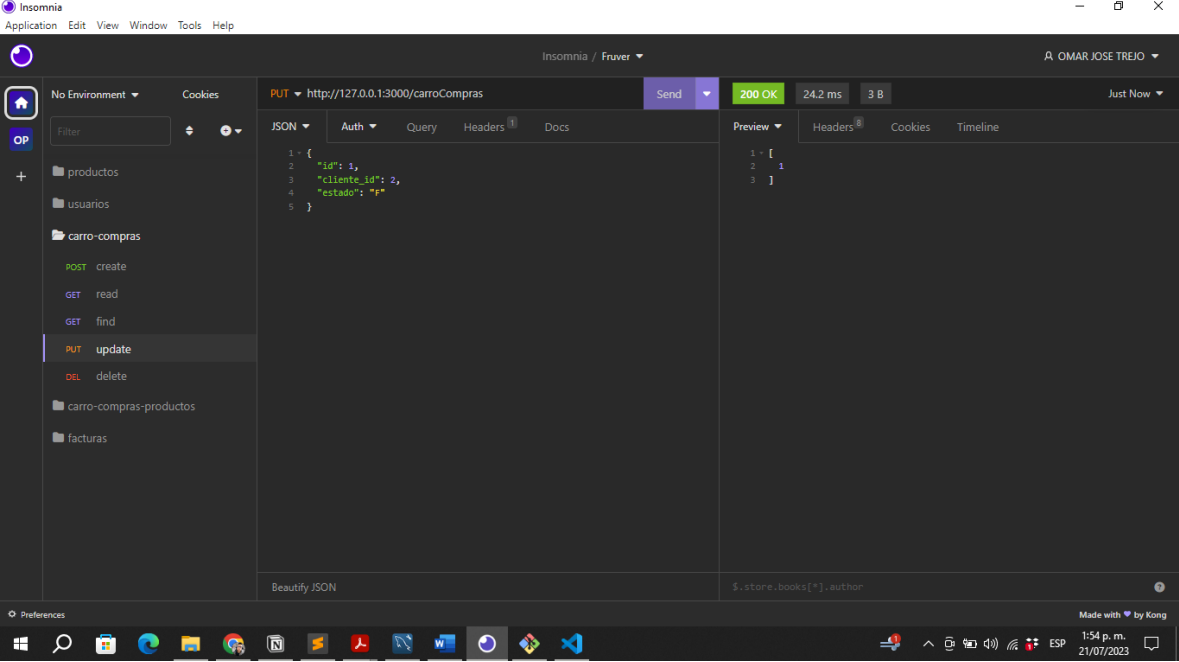 Insomnia
Application Edit View Window Tools Help
Insomnia / Fruver
OMAR JOSE TREJO
No Environment
Cookies
PUT http://127.0.0.1:3000/carroCompras
Send
200 OK
24.2 ms
3 B
Just Now
OP
Filter
JSON
Auth
Query
Headers 1
Docs
Preview
Headers 8
Cookies
Timeline
productos
usuarios
carro-compras
POST create
GET read
GET find
PUT update
DEL delete
carro-compras-productos
facturas
1 {
2 "id": 1,
3 "cliente_id": 2,
4 "estado": "F"
5 }
1 [
2 1
3 ]
Beautify JSON
$.store.books[*].author
Preferences
Made with ♥ by Kong
ESP
1:54 p. m.
21/07/2023